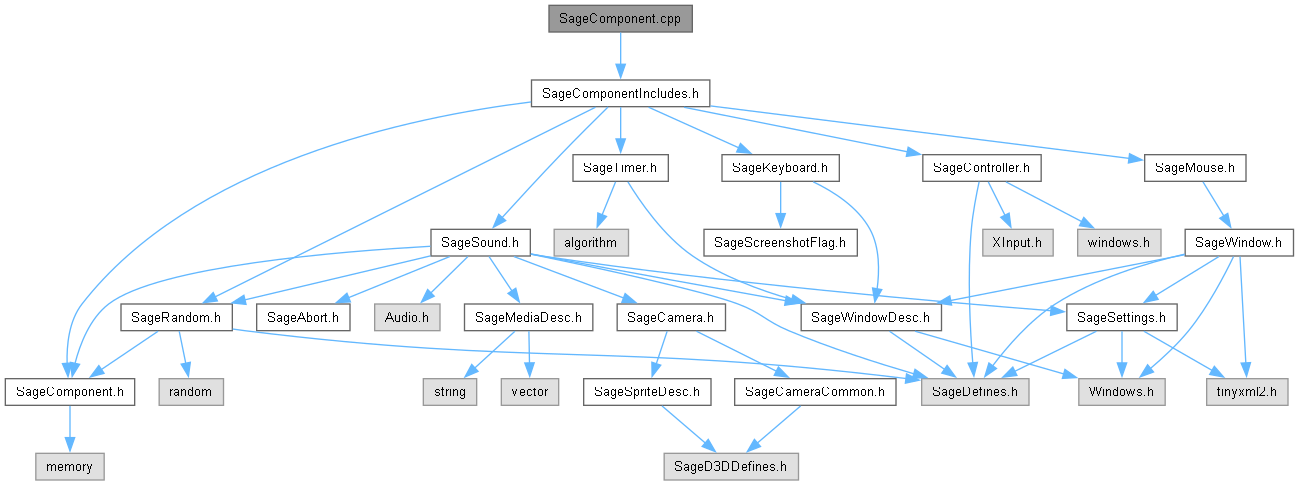 SageComponent.cpp
SageComponentIncludes.h
SageTimer.h
SageKeyboard.h
SageController.h
SageMouse.h
SageSound.h
algorithm
SageScreenshotFlag.h
XInput.h
windows.h
SageWindow.h
SageRandom.h
SageAbort.h
Audio.h
SageMediaDesc.h
SageCamera.h
SageWindowDesc.h
SageSettings.h
SageComponent.h
random
string
vector
SageSpriteDesc.h
SageCameraCommon.h
SageDefines.h
Windows.h
tinyxml2.h
memory
SageD3DDefines.h